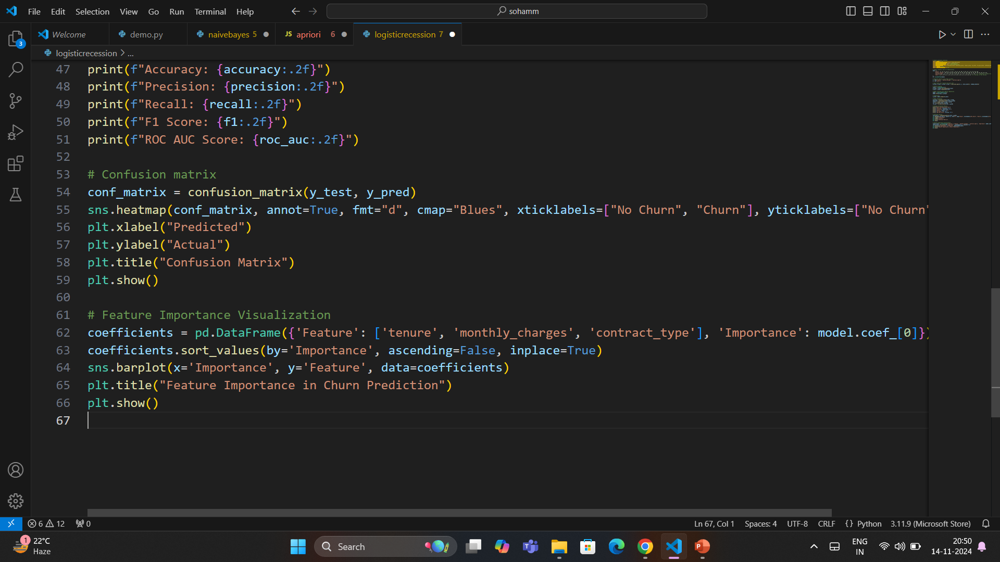 File Edit Selection View Go Run Terminal Help
sohamm
Welcome
demo.py
naivebayes 5
JS apriori 6
logisticrecession 7
3
logisticrecession > ...
47 print(f"Accuracy: {accuracy:.2f}")
48 print(f"Precision: {precision:.2f}")
49 print(f"Recall: {recall:.2f}")
50 print(f"F1 Score: {f1:.2f}")
51 print(f"ROC AUC Score: {roc_auc:.2f}")
52
53 # Confusion matrix
54 conf_matrix = confusion_matrix(y_test, y_pred)
55 sns.heatmap(conf_matrix, annot=True, fmt="d", cmap="Blues", xticklabels=["No Churn", "Churn"], yticklabels=["No Churn"
56 plt.xlabel("Predicted")
57 plt.ylabel("Actual")
58 plt.title("Confusion Matrix")
59 plt.show()
60
61 # Feature Importance Visualization
62 coefficients = pd.DataFrame({'Feature': ['tenure', 'monthly_charges', 'contract_type'], 'Importance': model.coef_[0]})
63 coefficients.sort_values(by='Importance', ascending=False, inplace=True)
64 sns.barplot(x='Importance', y='Feature', data=coefficients)
65 plt.title("Feature Importance in Churn Prediction")
66 plt.show()
67
6 12 0
Ln 67, Col 1 Spaces: 4 UTF-8 CRLF {} Python 3.11.9 (Microsoft Store)
1
22°C
Haze
Search
ENG
IN
20:50
14-11-2024